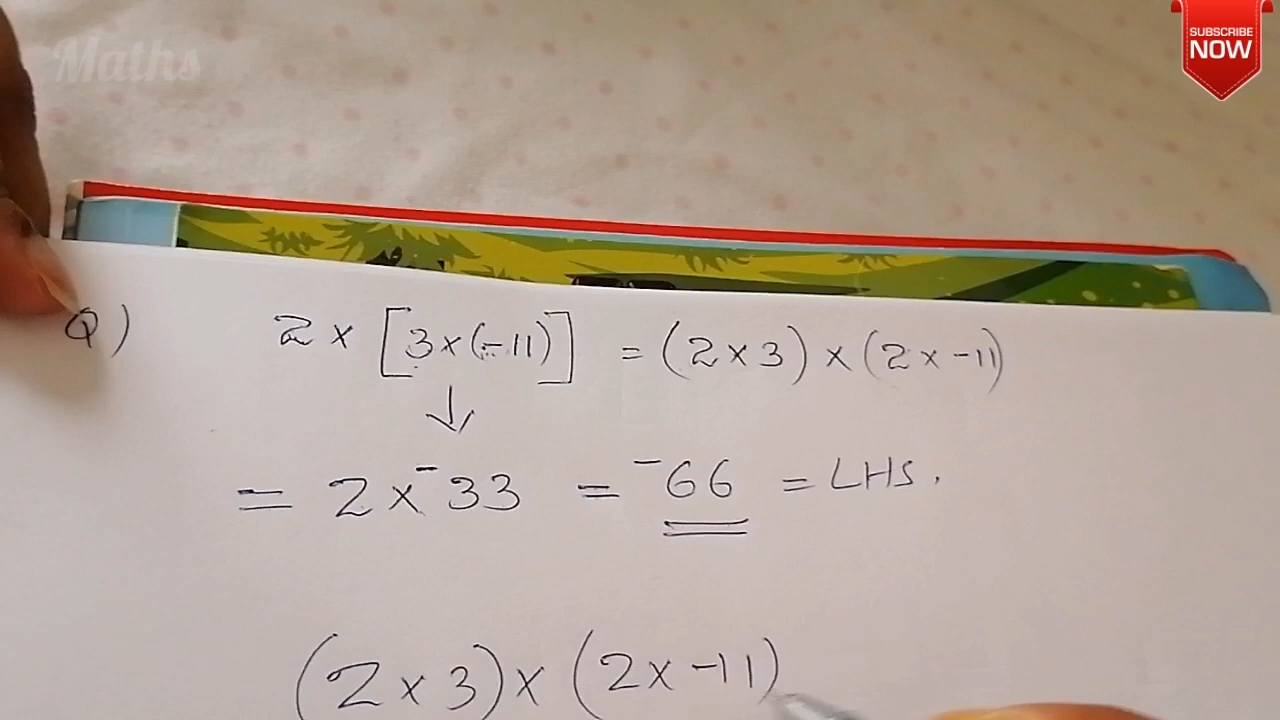 Maths
SUBSCRIBE
NOW
Q) 2 × [3 × (-11)] = (2 × 3) × (2 × -11)
↓
= 2 × ⁻33 = ⁻66 = LHS.
(2 × 3) × (2 × -11)